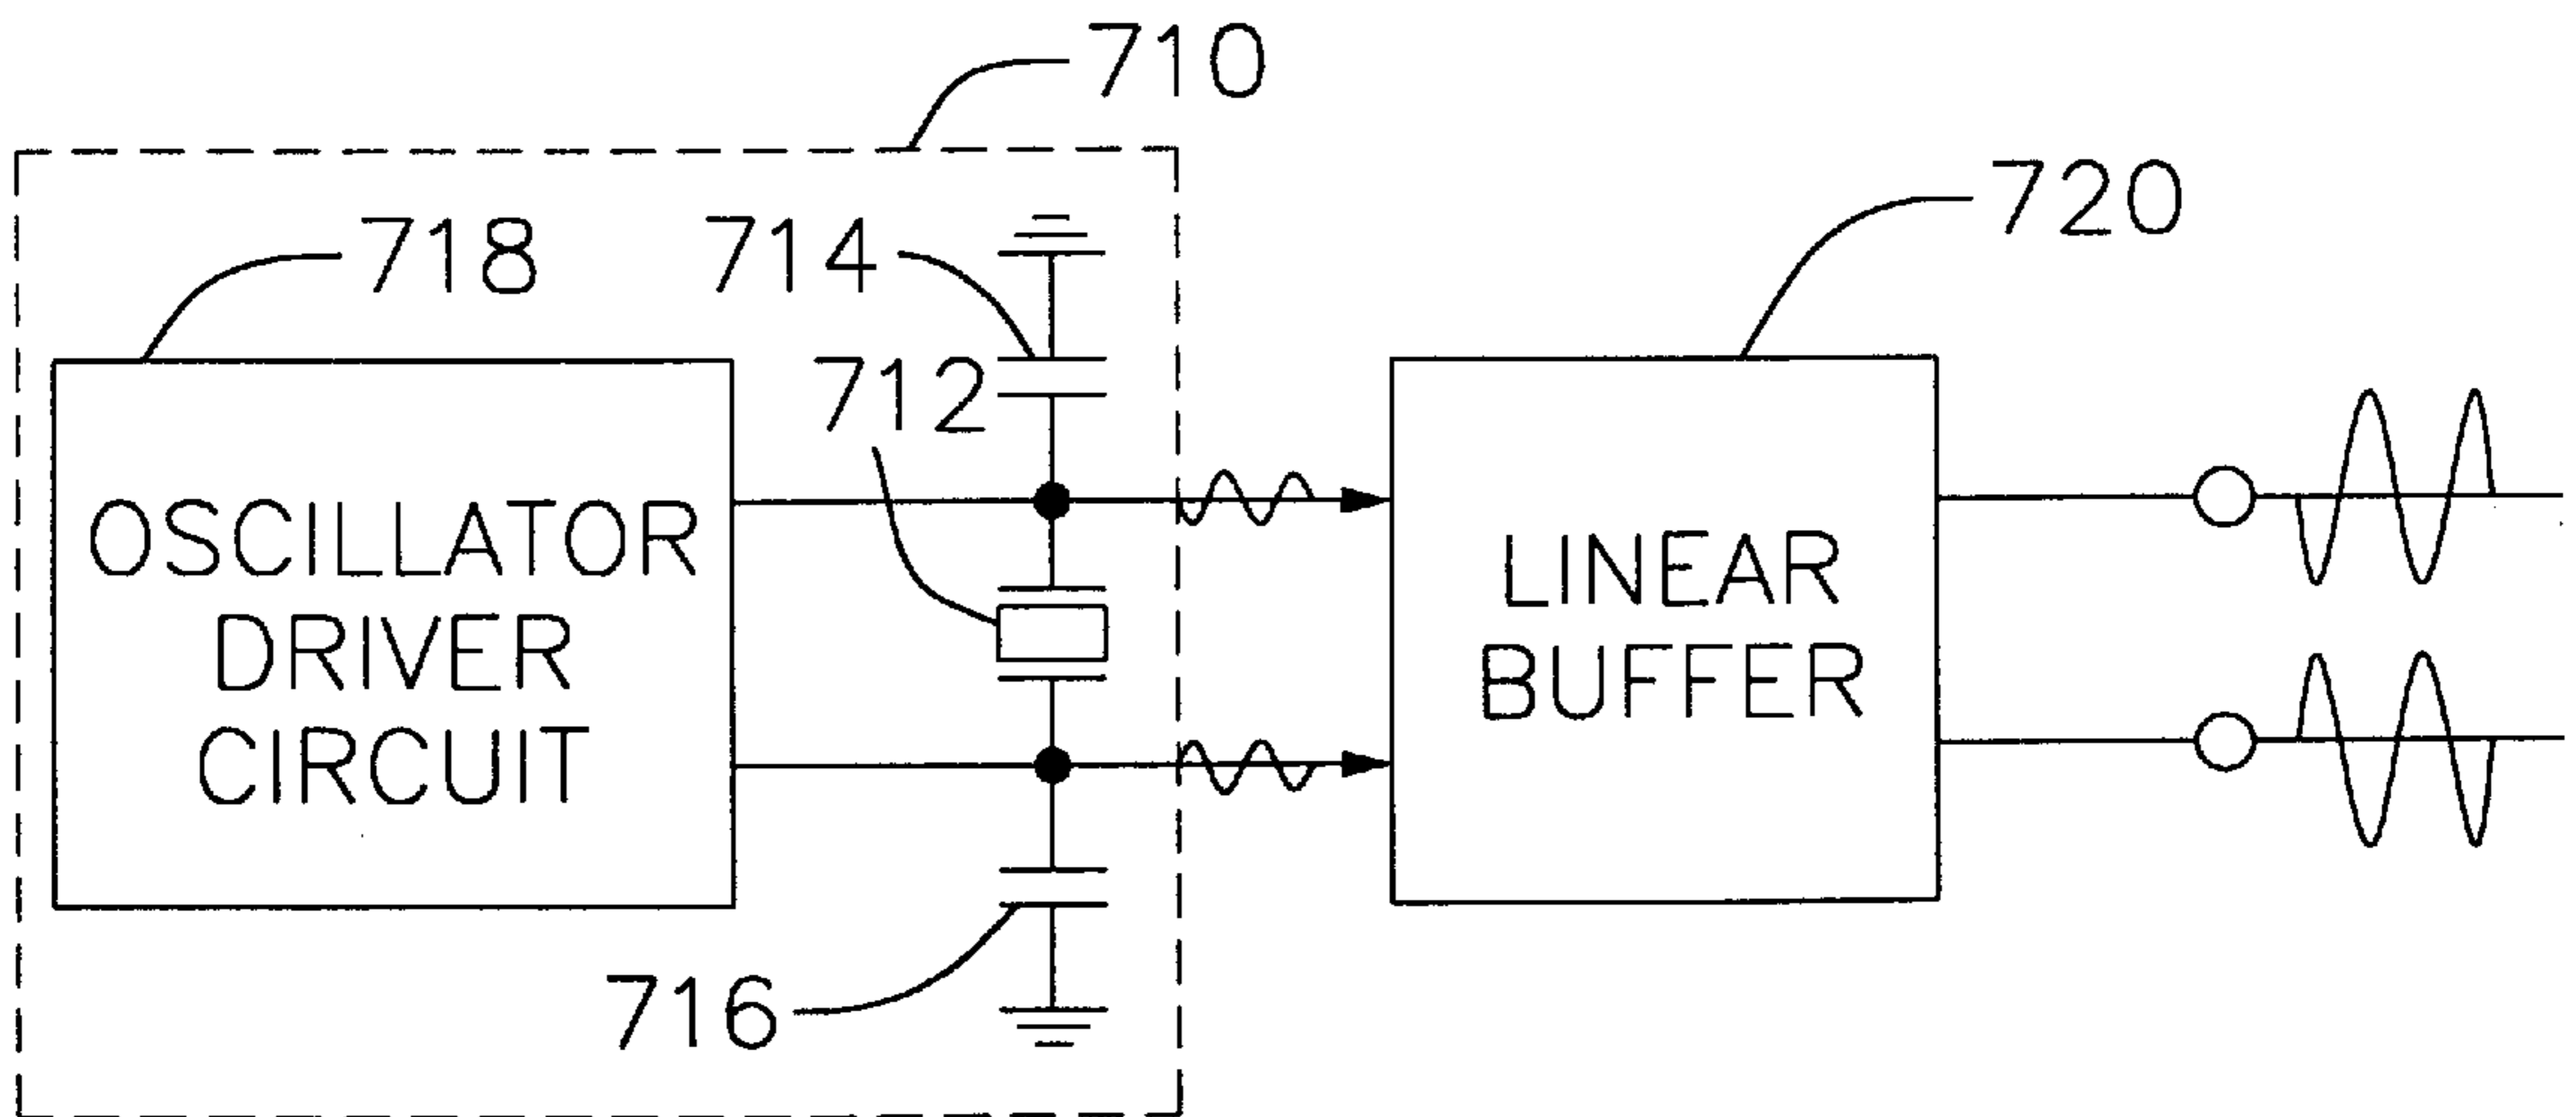 710
720
718
714
712
OSCILLATOR
DRIVER
CIRCUIT
LINEAR
BUFFER
716